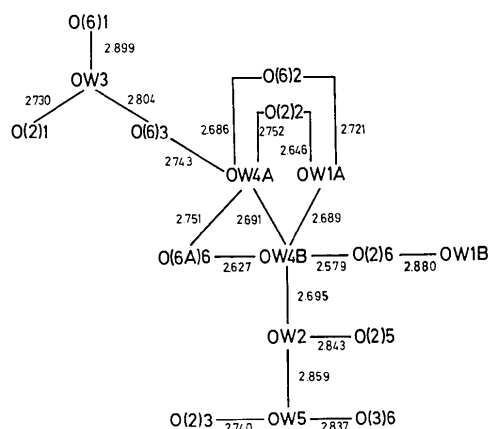 O(6)1
2.899
OW3
O(6)2
2.730
2.804
O(2)2
O(2)1
O(6)3
2.686
2.752
2.646
2.721
2.743
OW4A
OW1A
2.751
2.691
2.689
O(6A)6
2.627
OW4B
2.579
O(2)6
2.880
OW1B
2.695
OW2
2.843
O(2)5
2.859
O(2)3
2.740
OW5
2.837
O(3)6